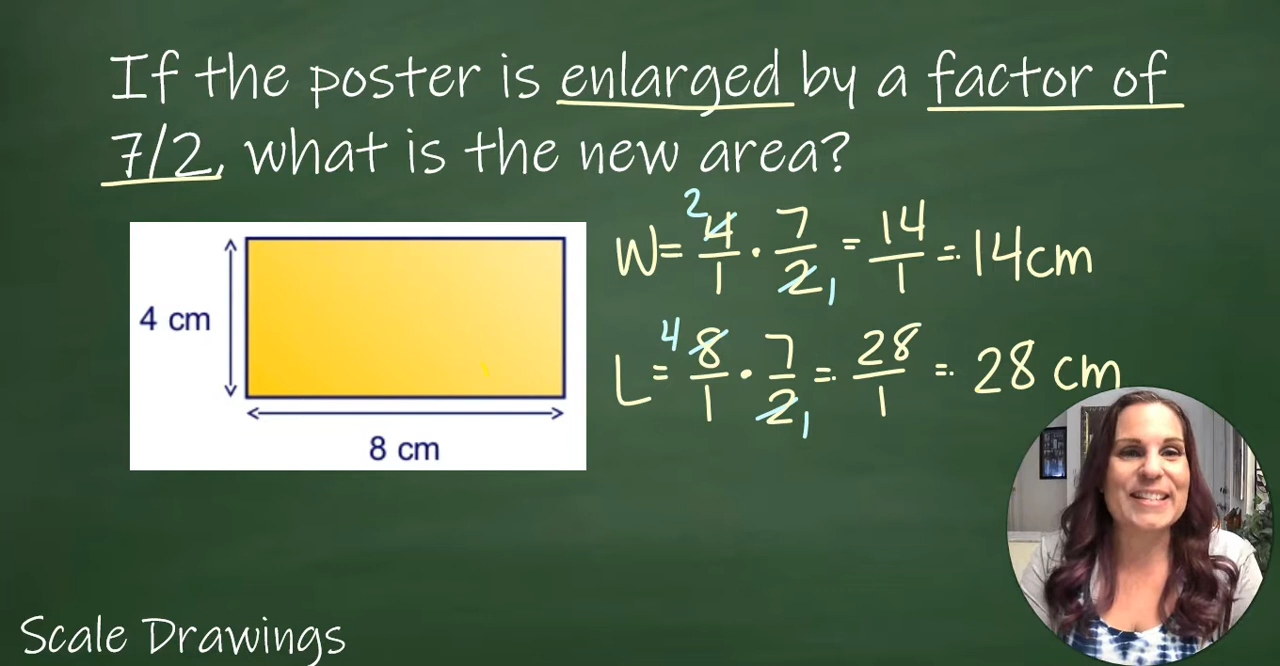 If the poster is enlarged by a factor of
7/2, what is the new area?
4 cm
8 cm
W = 2 4/1 · 7/2 1 = 14/1 = 14 cm
L = 4 8/1 · 7/2 1 = 28/1 = 28 cm
Scale Drawings